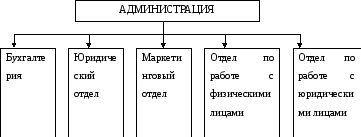 АДМИНИСТРАЦИЯ
Бухгалте
рия
Юридиче
ский
отдел
Маркети
нговый
отдел
Отдел по
работе с
физическими
лицами
Отдел по
работе с
юридически
ми лицами